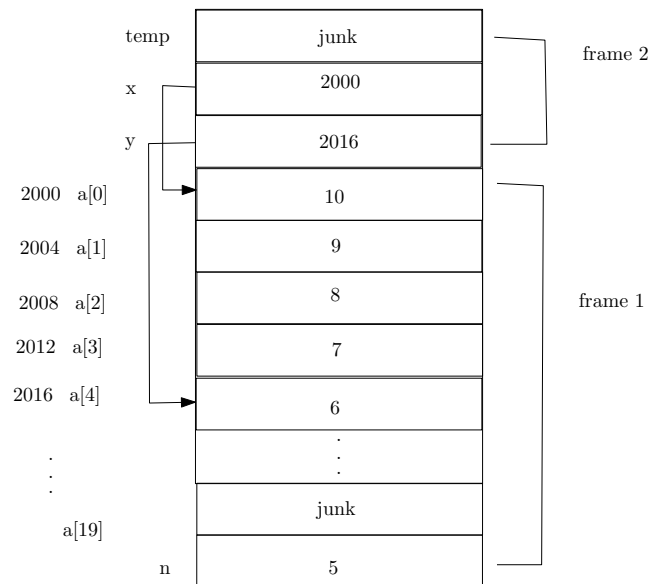 temp junk
frame 2
x 2000
y 2016
2000 a[0] 10
2004 a[1] 9
2008 a[2] 8
frame 1
2012 a[3] 7
2016 a[4] 6
a[19] junk
n 5